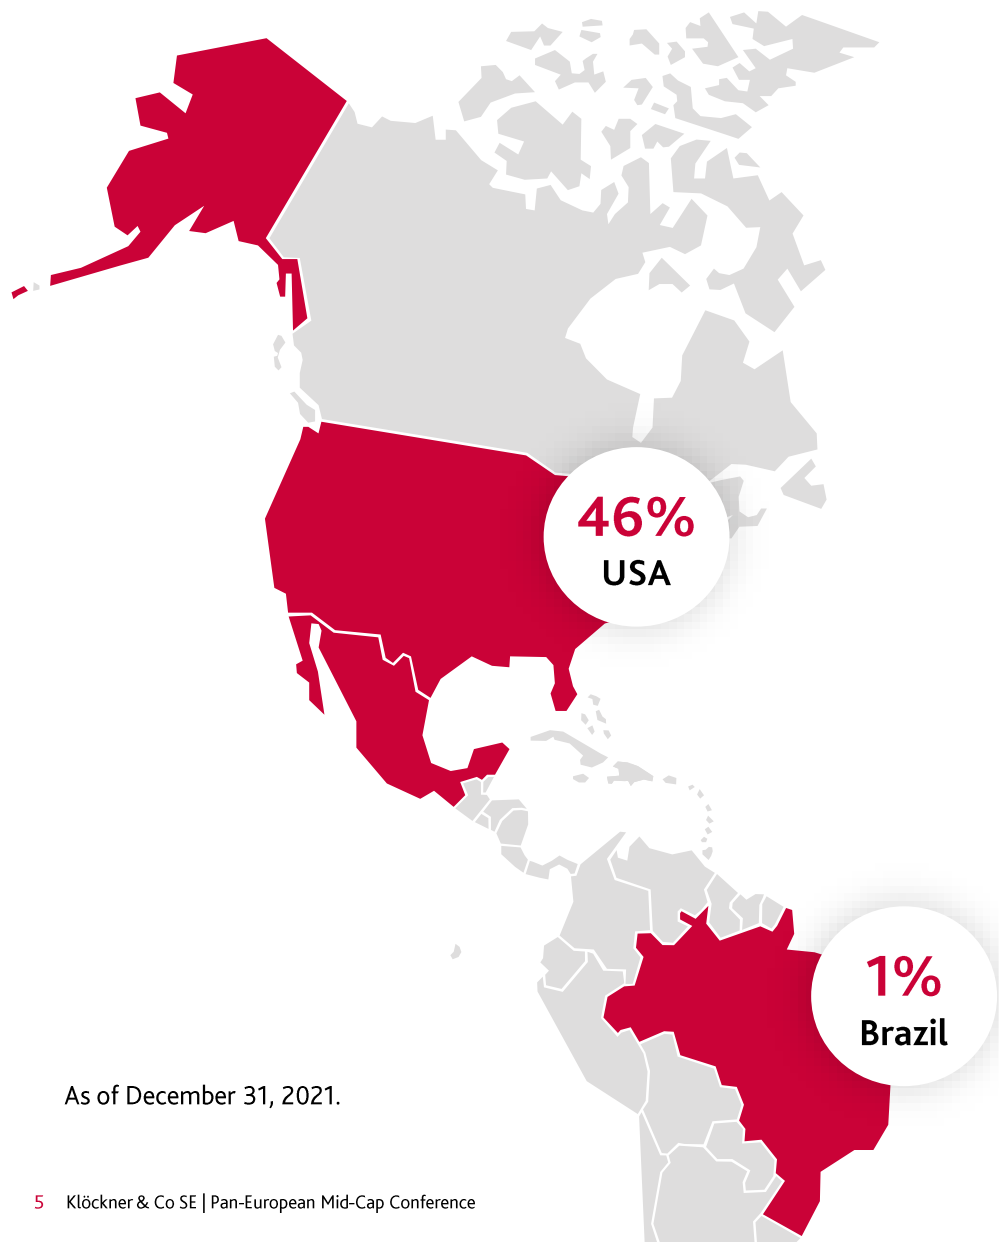 46%
USA
1%
Brazil
As of December 31, 2021.
5 Klöckner & Co SE | Pan-European Mid-Cap Conference